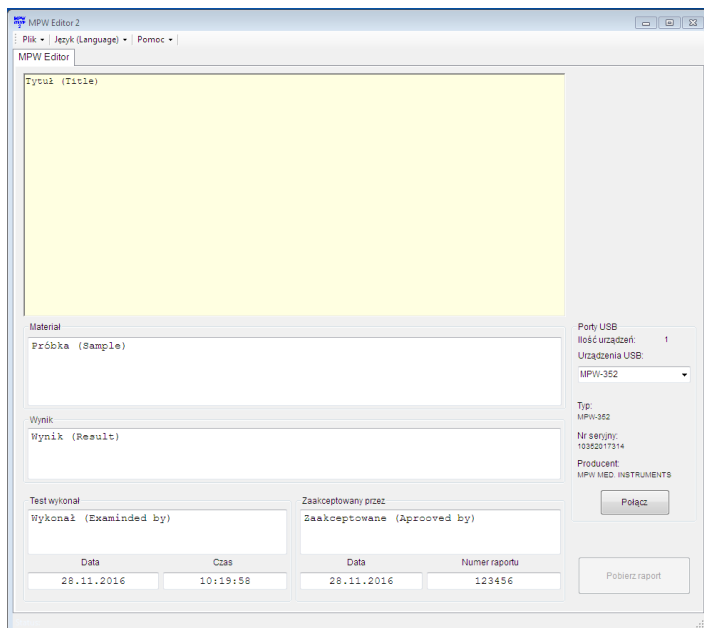 MPW Editor 2
Plik Język (Language) Pomoc
MPW Editor
Tytuł (Title)
Materiał
Próbka (Sample)
Wynik
Wynik (Result)
Test wykonał
Wykonał (Examinded by)
Data Czas
28.11.2016 10:19:58
Zaakceptowany przez
Zaakceptowane (Aprooved by)
Data Numer raportu
28.11.2016 123456
Porty USB
Ilość urządzeń: 1
Urządzenia USB:
MPW-352
Typ:
MPW-352
Nr seryjny:
10352017314
Producent:
MPW MED. INSTRUMENTS
Połącz
Pobierz raport